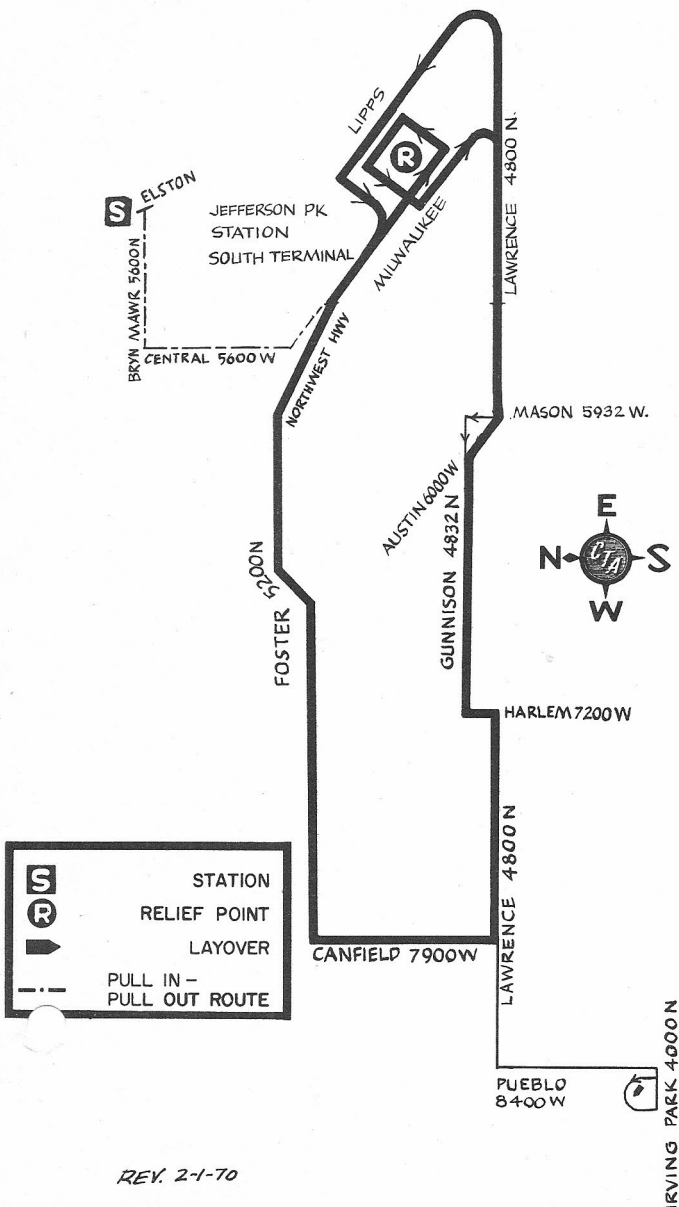 LIPPS
R
S
ELSTON
JEFFERSON PK
STATION
SOUTH TERMINAL
MILWAUKEE
LAWRENCE 4800 N.
BRYN MAWR 5600N
CENTRAL 5600W
NORTHWEST HWY
MASON 5932 W.
AUSTIN 6000W
GUNNISON 4832 N
E
N
CTA
S
W
FOSTER 5200N
HARLEM 7200W
S STATION
R RELIEF POINT
LAYOVER
PULL IN -
PULL OUT ROUTE
CANFIELD 7900W
LAWRENCE 4800 N
PUEBLO
8400W
IRVING PARK 4000N
REV. 2-1-70